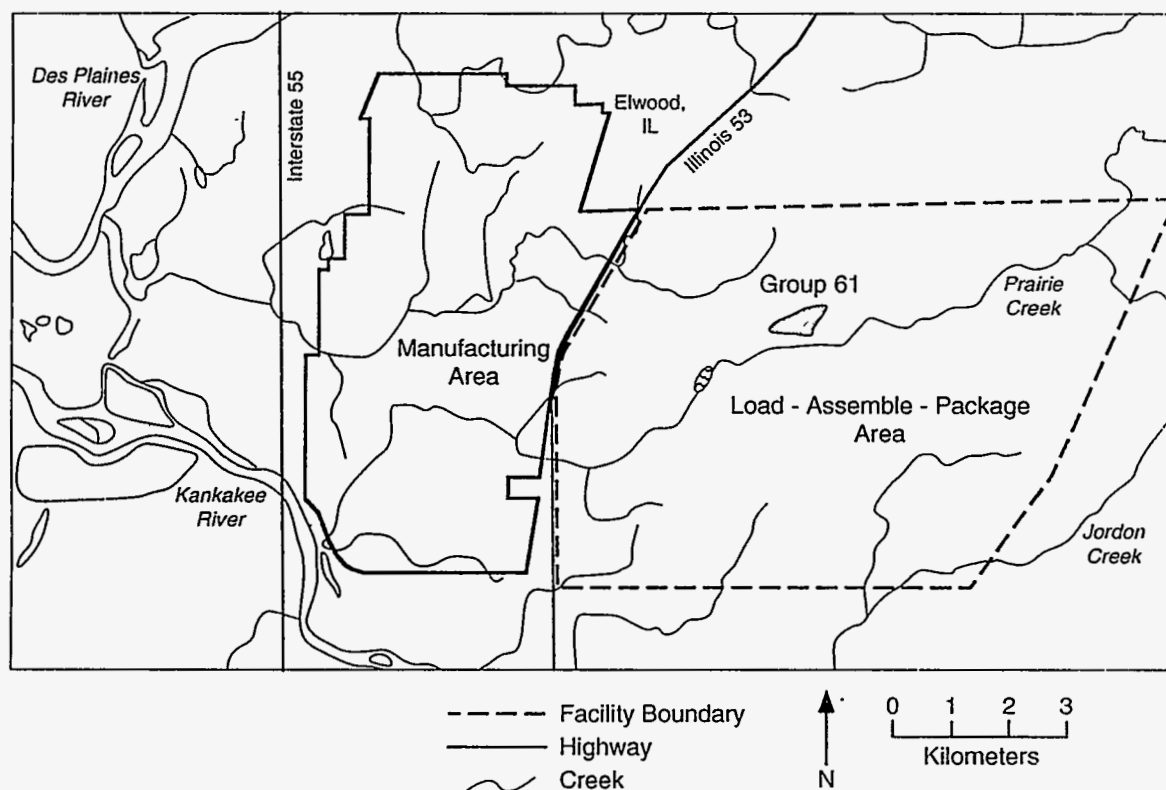 Des Plaines
River
Interstate 55
Elwood,
IL
Illinois 53
Group 61
Prairie
Creek
Manufacturing
Area
Load - Assemble - Package
Area
Kankakee
River
Jordon
Creek
Facility Boundary
Highway
Creek
N
0 1 2 3
Kilometers